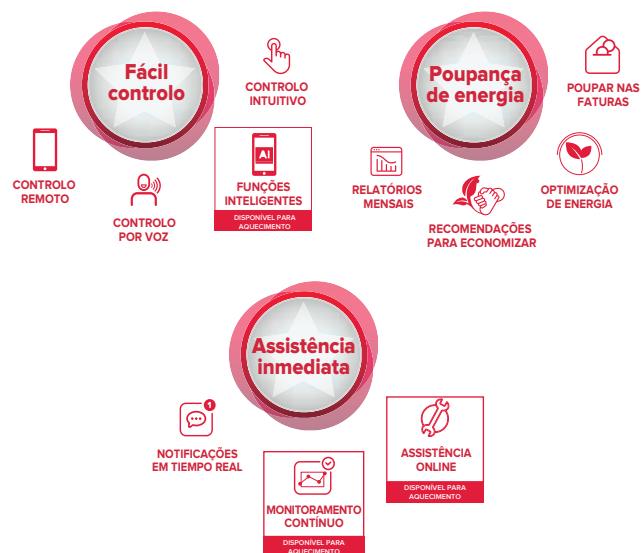 Fácil
controlo
CONTROLO
INTUITIVO
CONTROLO
REMOTO
CONTROLO
POR VOZ
AI
FUNÇÕES
INTELIGENTES
DISPONÍVEL PARA
AQUECIMENTO
Poupança
de energia
POUPAR NAS
FATURAS
RELATÓRIOS
MENSAIS
RECOMENDAÇÕES
PARA ECONOMIZAR
OPTIMIZAÇÃO
DE ENERGIA
Assistência
inmediata
1
NOTIFICAÇÕES
EM TIEMPO REAL
MONITORAMENTO
CONTÍNUO
DISPONÍVEL PARA
AQUECIMENTO
ASSISTÊNCIA
ONLINE
DISPONÍVEL PARA
AQUECIMENTO